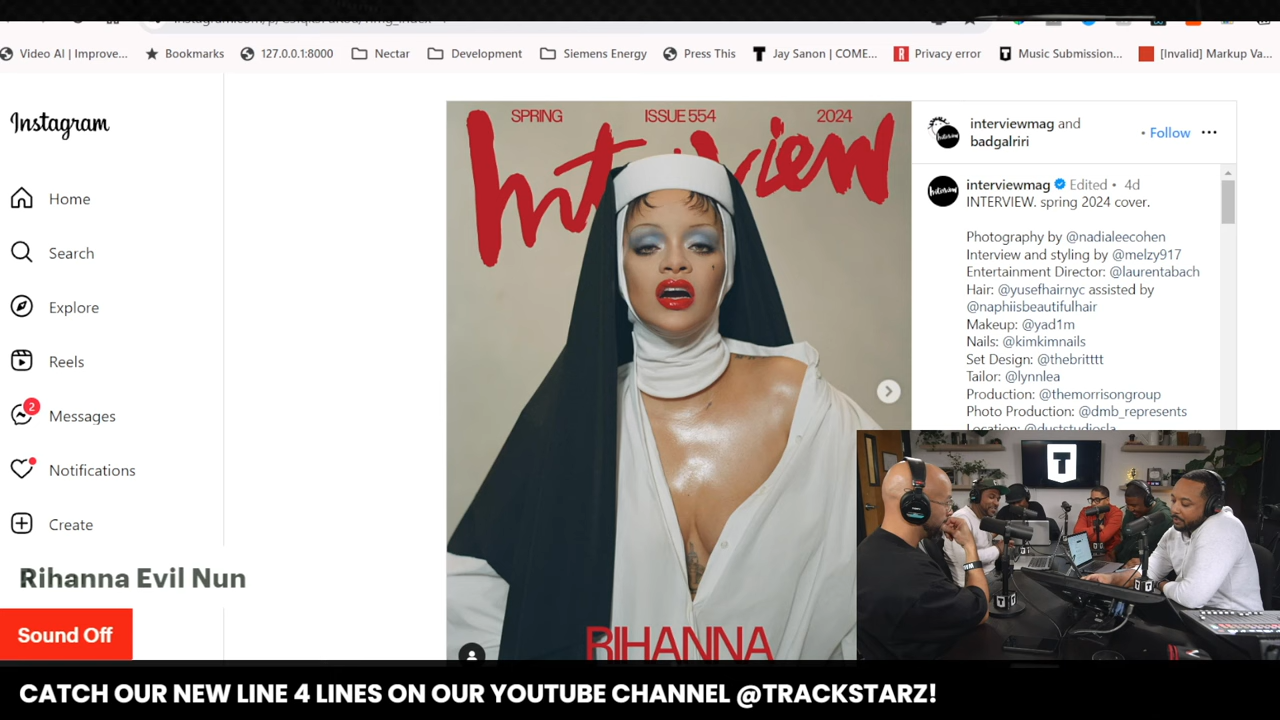 Video AI | Improve...
Bookmarks
127.0.0.1:8000
Nectar
Development
Siemens Energy
Press This
T
Jay Sanon | COME...
R
Privacy error
T
Music Submission...
[Invalid] Markup Va...
Instagram
Home
Search
Explore
Reels
2
Messages
Notifications
Create
SPRING
ISSUE 554
2024
Interview
RIHANNA
interviewmag and
badgalriri
• Follow •••
interviewmag Edited • 4d
INTERVIEW. spring 2024 cover.
Photography by @nadialeecohen
Interview and styling by @melzy917
Entertainment Director: @laurentabach
Hair: @yusefhairnyc assisted by
@naphiisbeautifulhair
Makeup: @yad1m
Nails: @kimkimnails
Set Design: @thebritttt
Tailor: @lynnlea
Production: @themorrisongroup
Photo Production: @dmb_represents
Location: @duststudiosla
T
Rihanna Evil Nun
Sound Off
CATCH OUR NEW LINE 4 LINES ON OUR YOUTUBE CHANNEL @TRACKSTARZ!